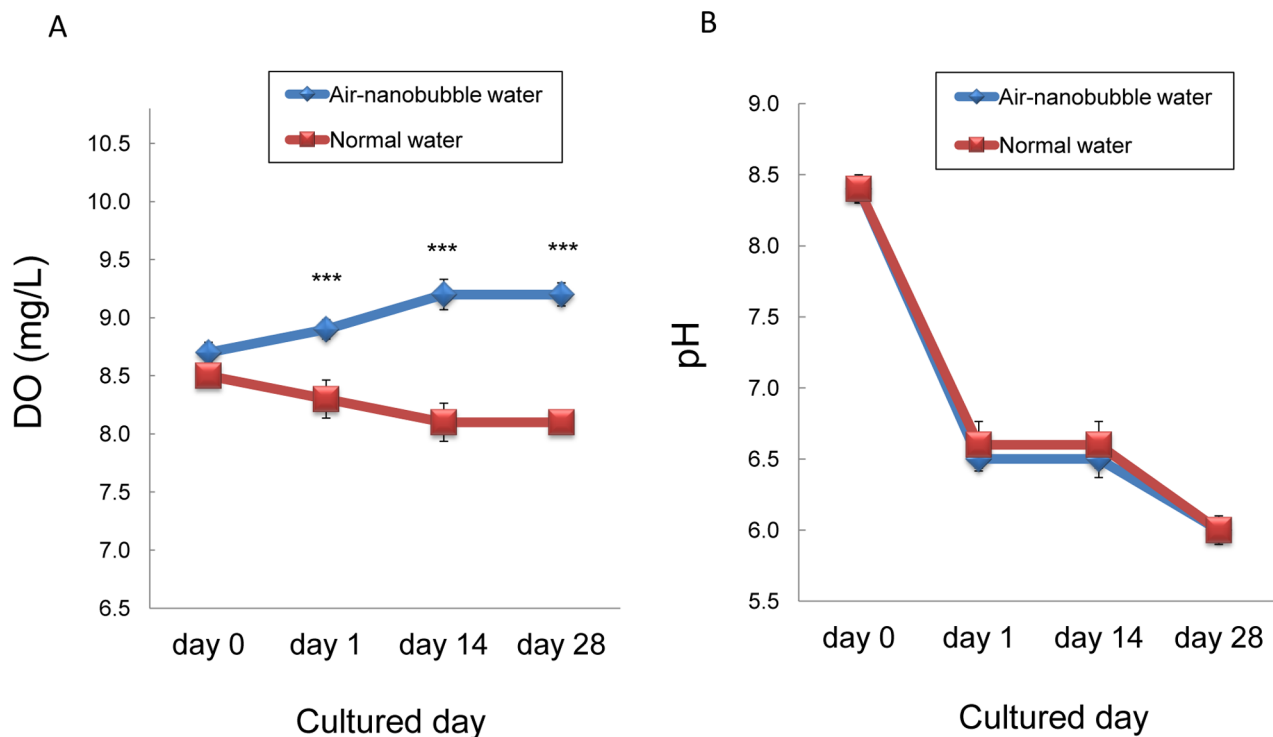 A
Air-nanobubble water
Normal water
10.5
10.0
9.5
9.0
8.5
8.0
7.5
7.0
6.5
DO (mg/L)
***
***
***
day 0 day 1 day 14 day 28
Cultured day
B
Air-nanobubble water
Normal water
9.0
8.5
8.0
7.5
7.0
6.5
6.0
5.5
pH
day 0 day 1 day 14 day 28
Cultured day